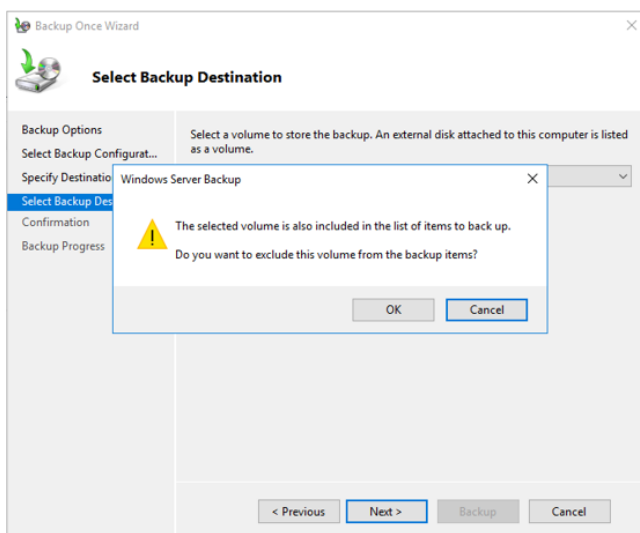 Backup Once Wizard
Select Backup Destination
Backup Options
Select Backup Configurat...
Specify Destinatio
Select Backup Des
Confirmation
Backup Progress
Select a volume to store the backup. An external disk attached to this computer is listed
as a volume.
Windows Server Backup
The selected volume is also included in the list of items to back up.
Do you want to exclude this volume from the backup items?
OK
Cancel
< Previous
Next >
Backup
Cancel